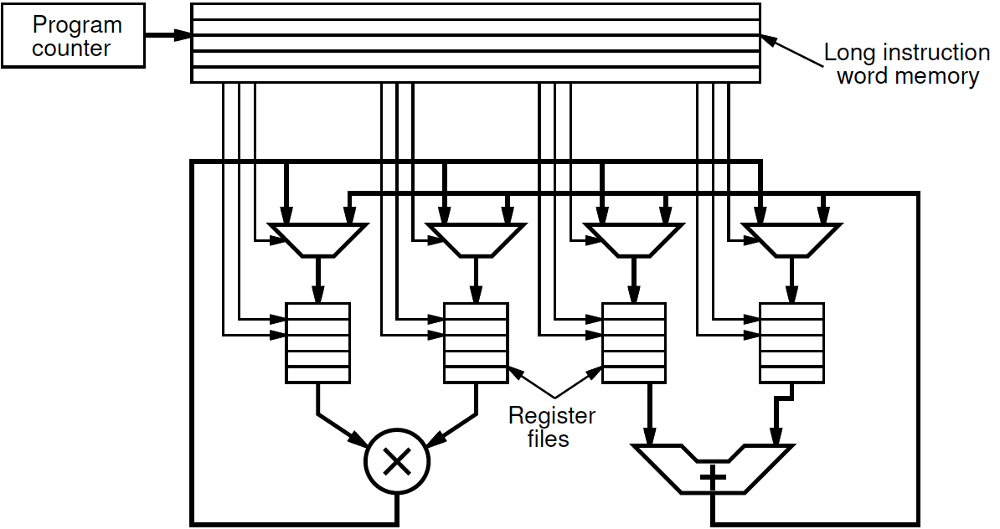 Program
counter
Long instruction
word memory
Register
files